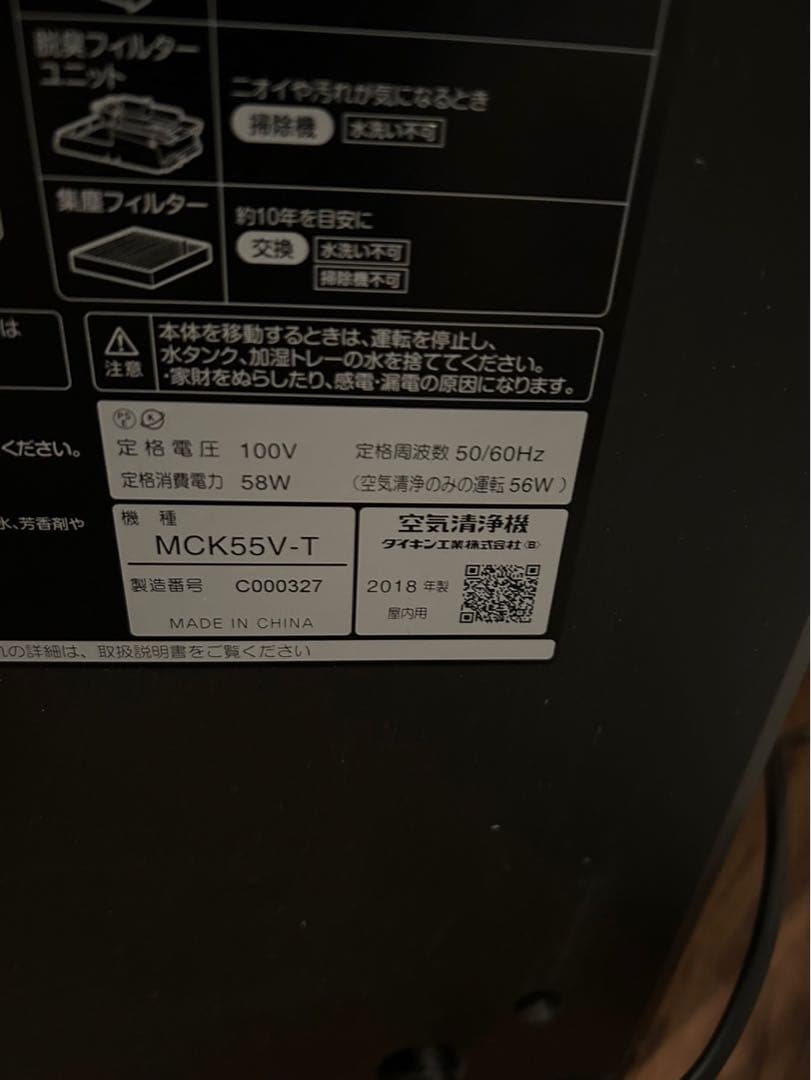 脱臭フィルター
ユニット
ニオイや汚れが気になるとき
掃除機 水洗い不可
集塵フィルター
約10年を目安に
交換 水洗い不可
掃除機不可
は
注意
本体を移動するときは、運転を停止し、
水タンク、加湿トレーの水を捨ててください。
・家財をぬらしたり、感電・漏電の原因になります。
ください。
水、芳香剤や
PS E
定格電圧 100V 定格周波数 50/60Hz
定格消費電力 58W (空気清浄のみの運転 56W)
機種
MCK55V-T
製造番号 C000327
MADE IN CHINA
空気清浄機
ダイキン工業株式会社〈B〉
2018 年製
屋内用
れの詳細は、取扱説明書をご覧ください